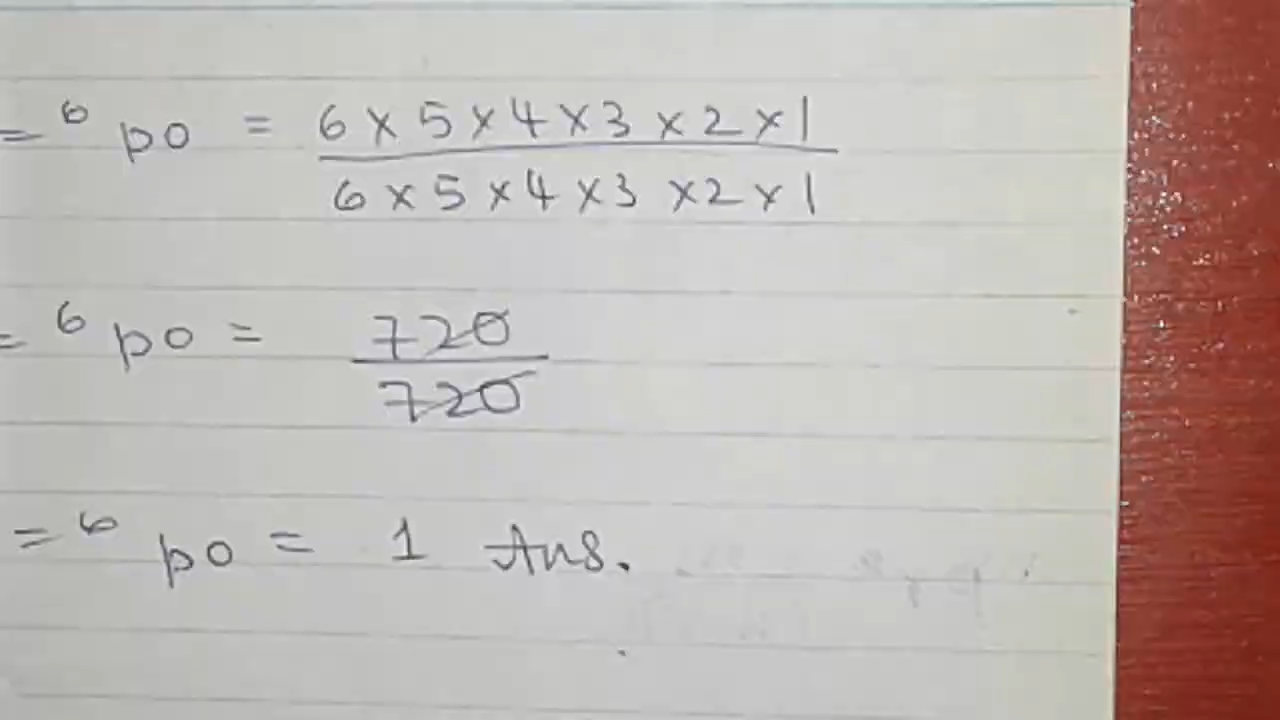 = ⁶p0 = 6 × 5 × 4 × 3 × 2 × 1
6 × 5 × 4 × 3 × 2 × 1
= ⁶p0 = 720
720
= ⁶p0 = 1 Ans.